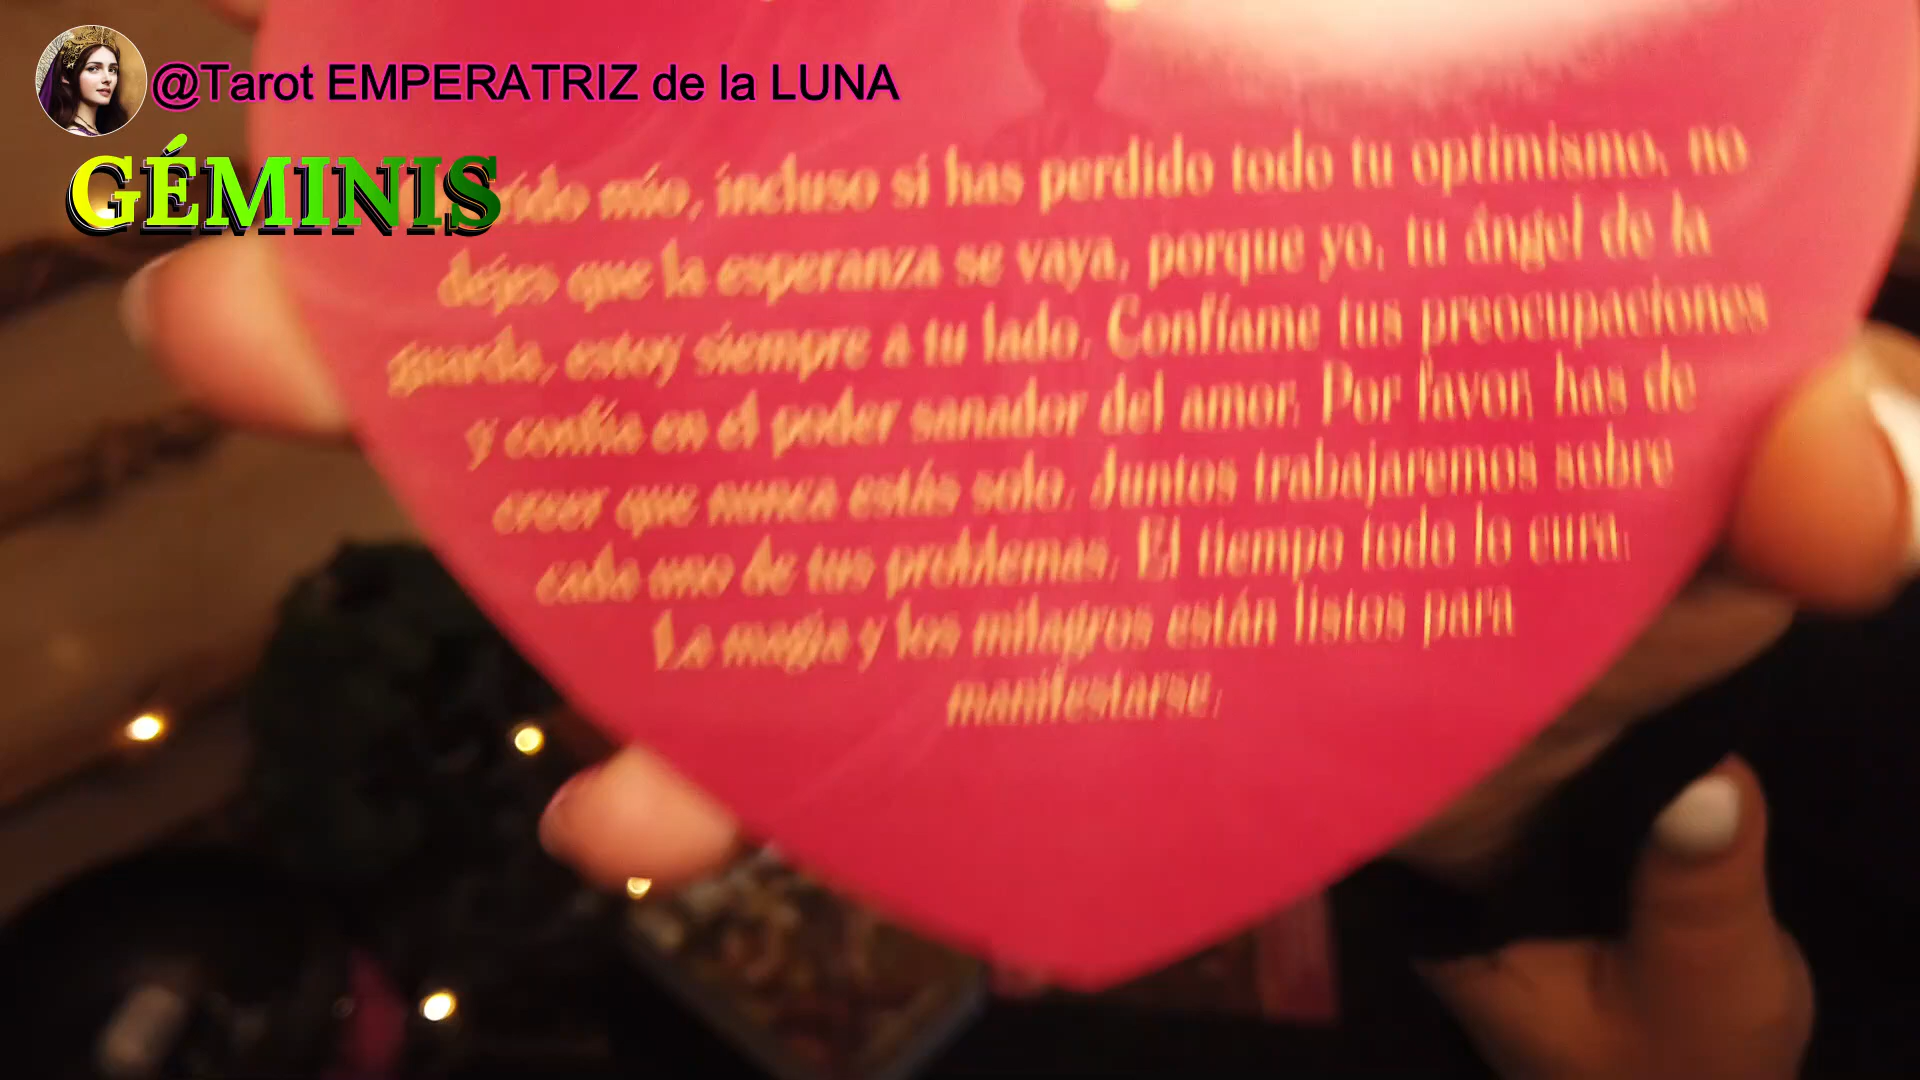 @Tarot EMPERATRIZ de la LUNA
GÉMINIS
mío, incluso si has perdido todo tu optimismo, no
dejes que la esperanza se vaya, porque yo, tu ángel de la
guarda, estoy siempre a tu lado. Confíame tus preocupaciones
y confía en el poder sanador del amor. Por favor, has de
creer que nunca estás solo. Juntos trabajaremos sobre
cada uno de tus problemas. El tiempo todo lo cura.
La magia y los milagros están listos para
manifestarse.